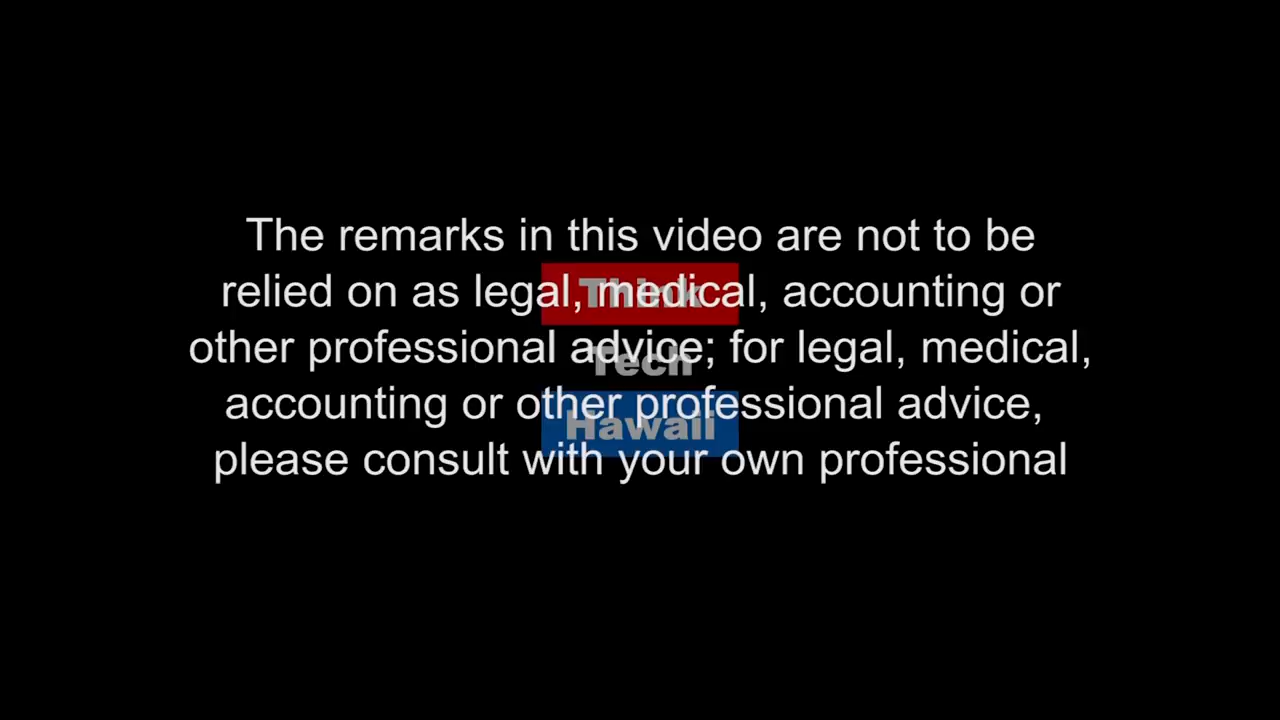 The remarks in this video are not to be
relied on as legal, medical, accounting or
other professional advice; for legal, medical,
accounting or other professional advice,
please consult with your own professional
Think
Tech
Hawaii